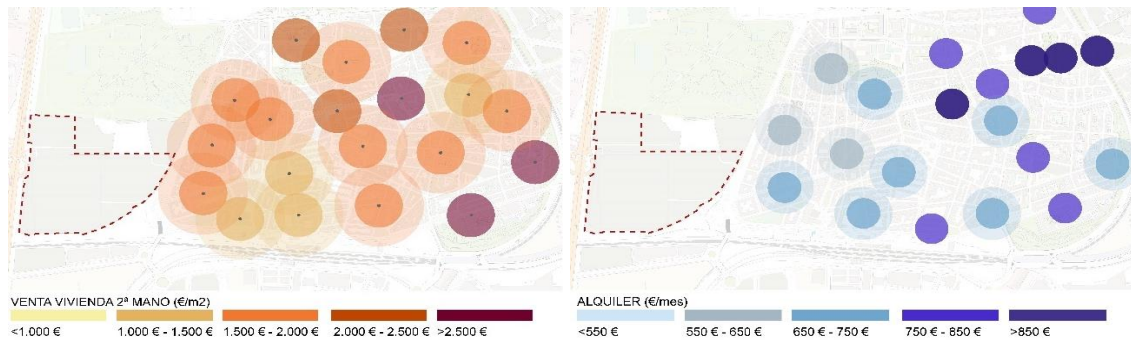 VENTA VIVIENDA 2ª MANO (€/m2)
<1.000 € 1.000 € - 1.500€ 1.500 € - 2.000€ 2.000 € - 2.500€ >2.500 €
ALQUILER (€/mes)
<550 € 550 € - 650 € 650 € - 750€ 750 € - 850 € >850 €